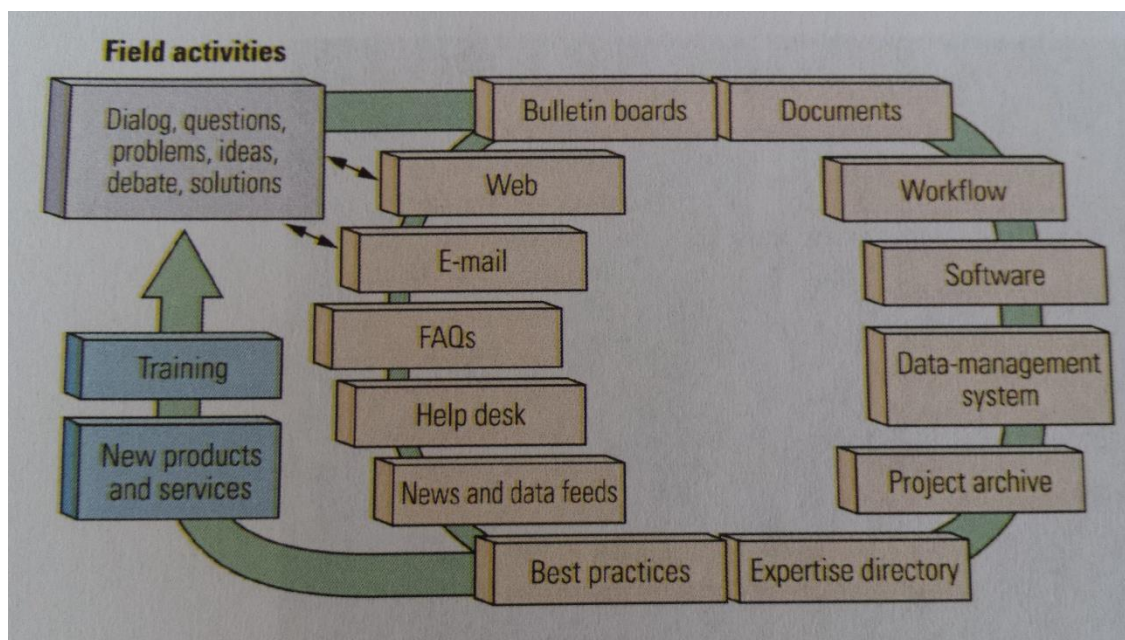 Field activities
Dialog, questions,
problems, ideas,
debate, solutions
Bulletin boards
Documents
Web
Workflow
E-mail
Software
FAQs
Training
Data-management
system
Help desk
New products
and services
News and data feeds
Project archive
Best practices
Expertise directory